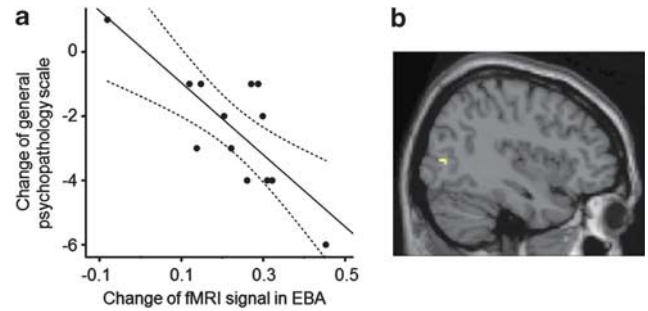 a
b
Change of general
psychopathology scale
0
-2
-4
-6
-0.1
0.1
0.3
0.5
Change of fMRI signal in EBA